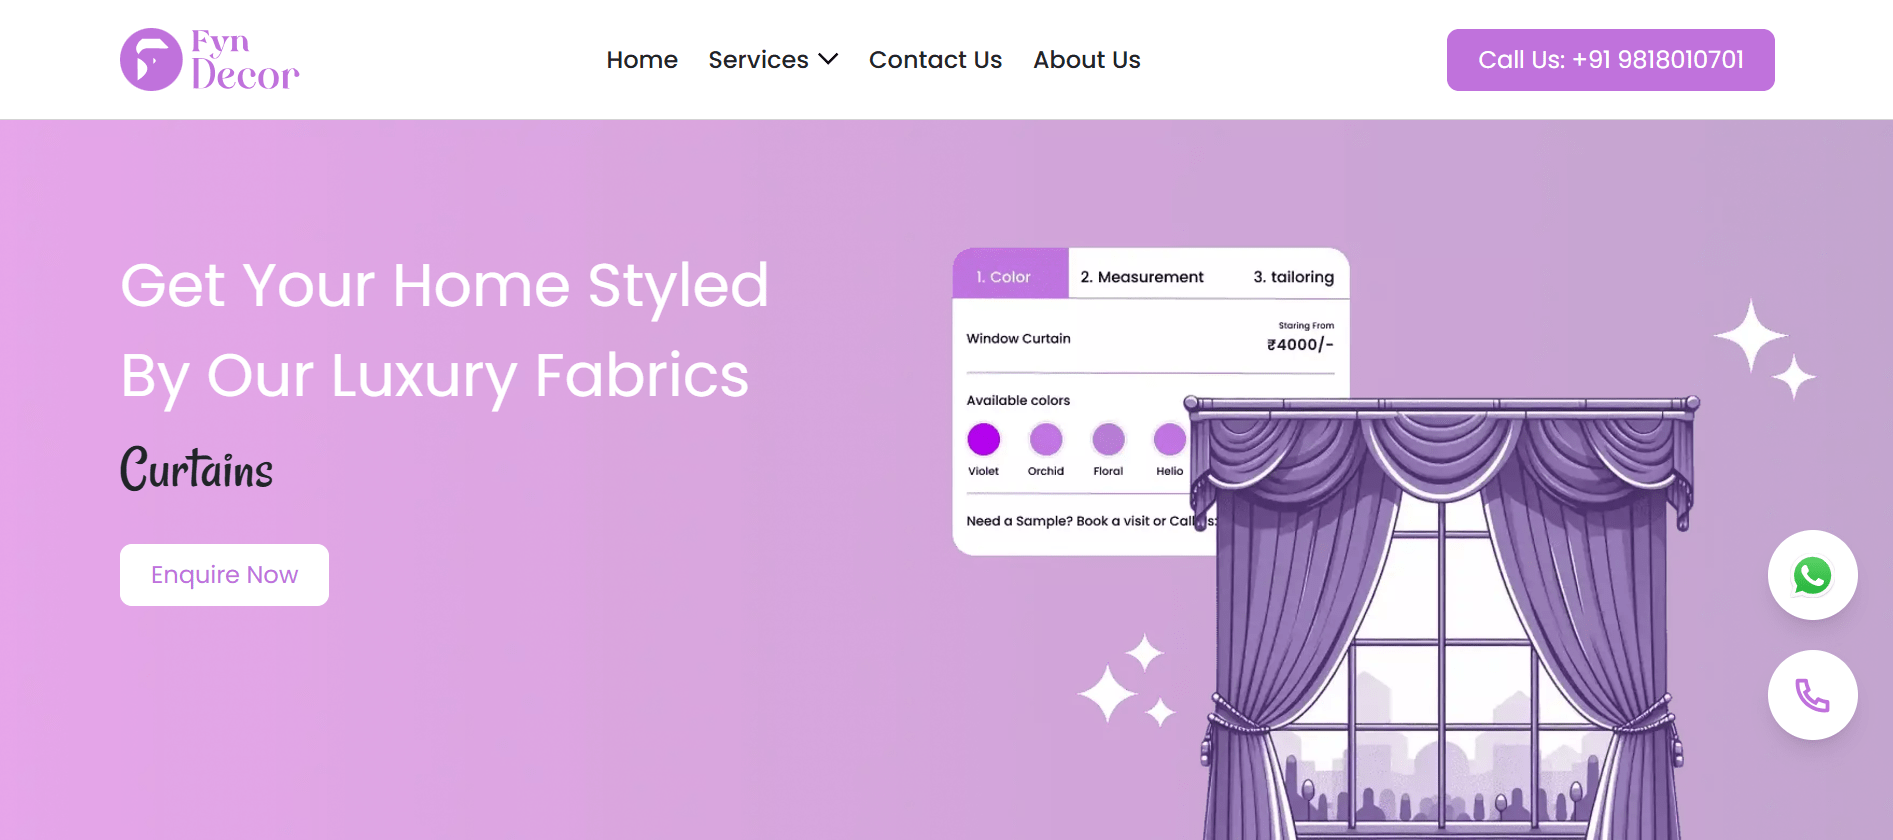 Fyn
Decor
Home
Services
Contact Us
About Us
Call Us: +91 9818010701
Get Your Home Styled
By Our Luxury Fabrics
Curtains
Enquire Now
1. Color
2. Measurement
3. tailoring
Window Curtain
Staring From
₹4000/-
Available colors
Violet
Orchid
Floral
Helio
Need a Sample? Book a visit or Call